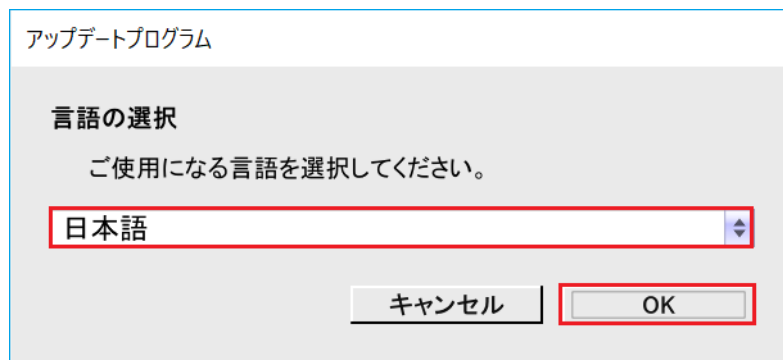 アップデートプログラム
言語の選択
ご使用になる言語を選択してください。
日本語
キャンセル OK